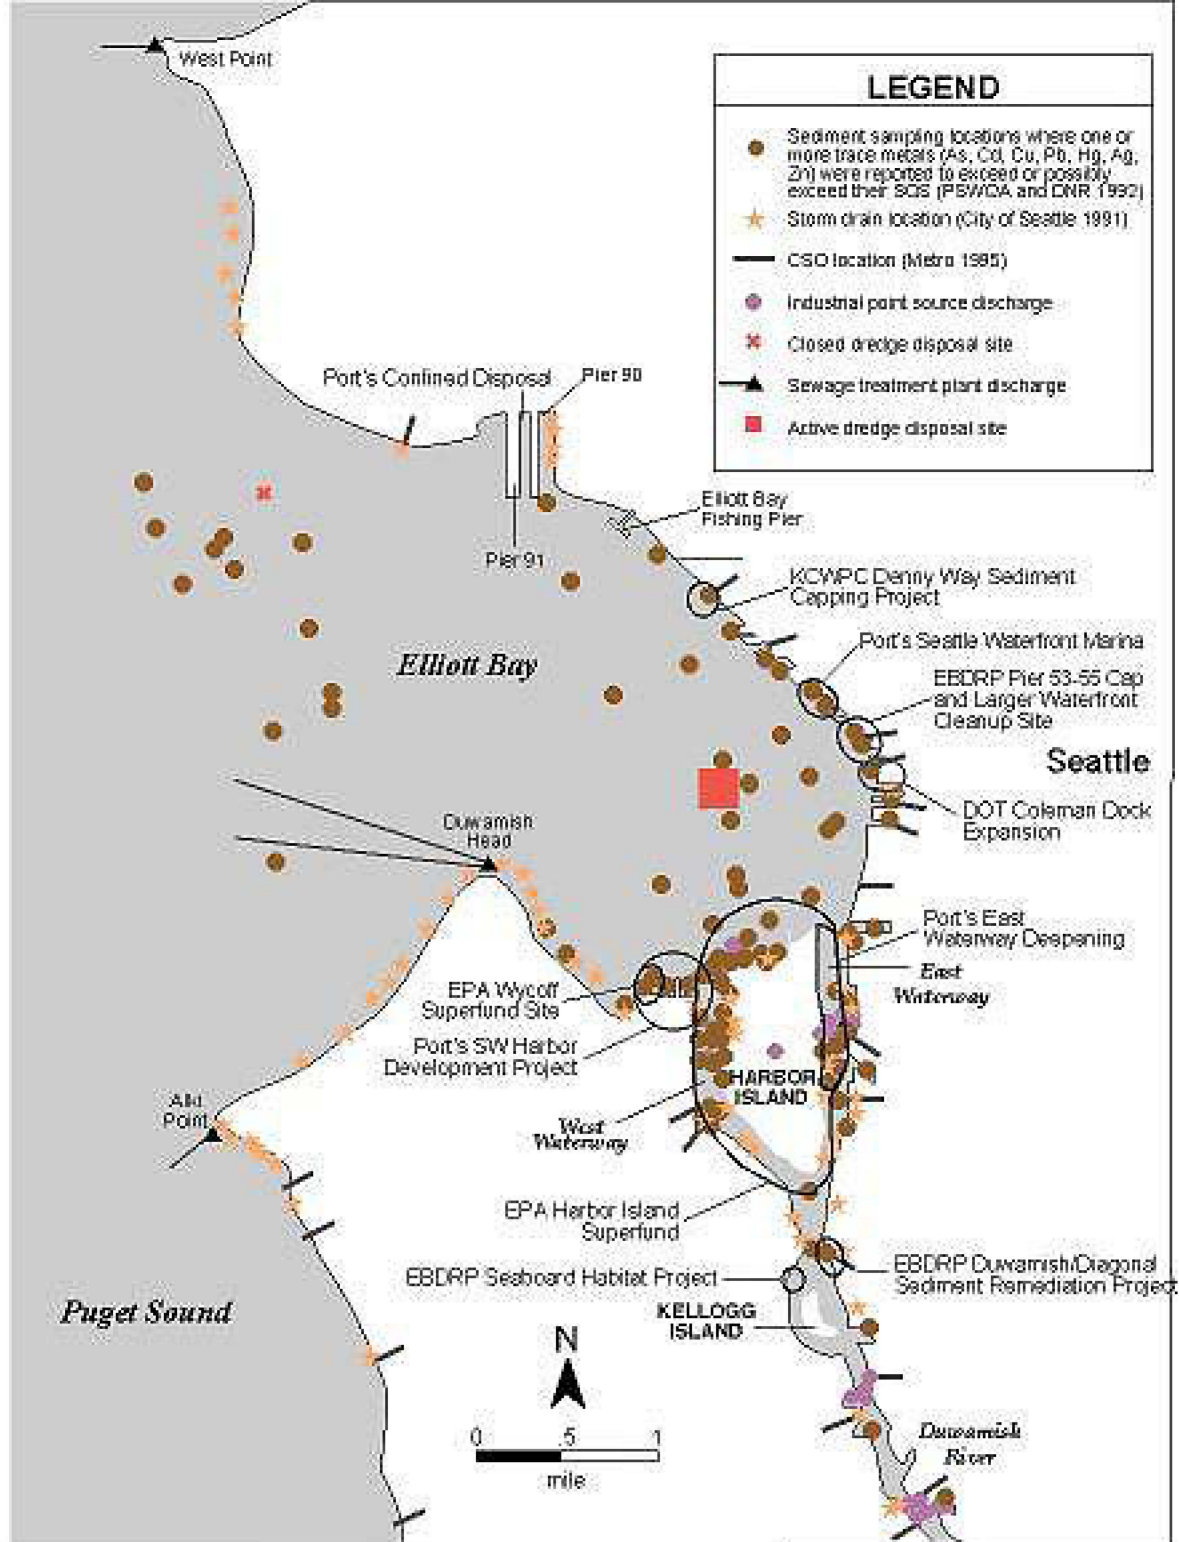 West Point
LEGEND
Sediment sampling locations where one or
more trace metals (As, Cd, Cu, Pb, Hg, Ag,
Zn) were reported to exceed or possibly
exceed their SQS (PSWDA and DNR 1992)
Storm drain location (City of Seattle 1991)
CSO location (Metro 1995)
Industrial point source discharge
Closed dredge disposal site
Sewage treatment plant discharge
Active dredge disposal site
Port's Confined Disposal
Pier 90
Elliott Bay
Fishing Pier
Pier 91
KCWPC Denny Way Sediment
Capping Project
Port's Seattle Waterfront Marina
Elliott Bay
EBDRP Pier 53-55 Cap
and Larger Waterfront
Cleanup Site
Seattle
DOT Coleman Dock
Expansion
Duwamish
Head
Port's East
Waterway Deepening
East
Waterway
EPA Wycoff
Superfund Site
Port's SW Harbor
Development Project
HARBOR
ISLAND
Alki
Point
West
Waterway
EPA Harbor Island
Superfund
EBDRP Duwamish/Diagonal
Sediment Remediation Project
EBDRP Seaboard Habitat Project
KELLOGG
ISLAND
Puget Sound
N
0 .5 1
mile
Duwamish
River